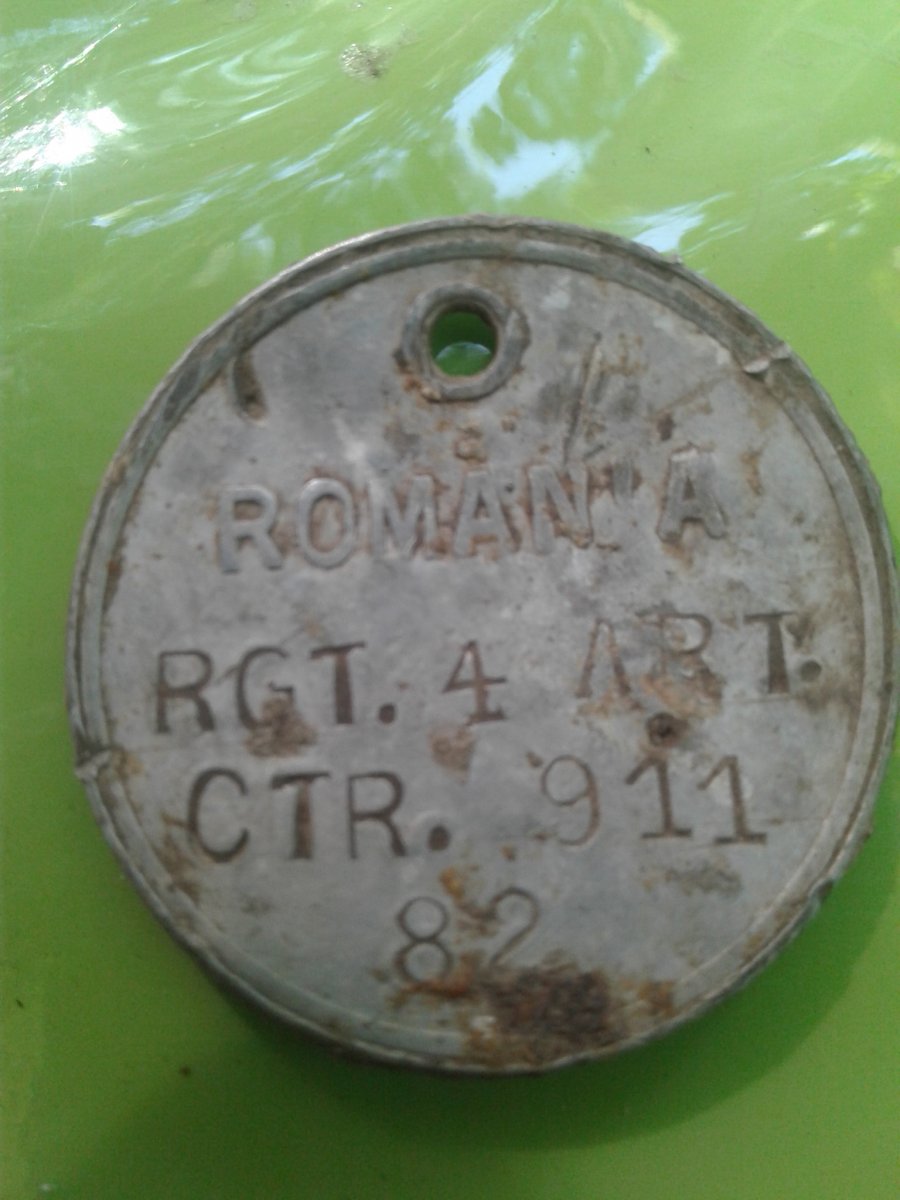 ROMANIA
RGT. 4 ART.
CTR. 911
82